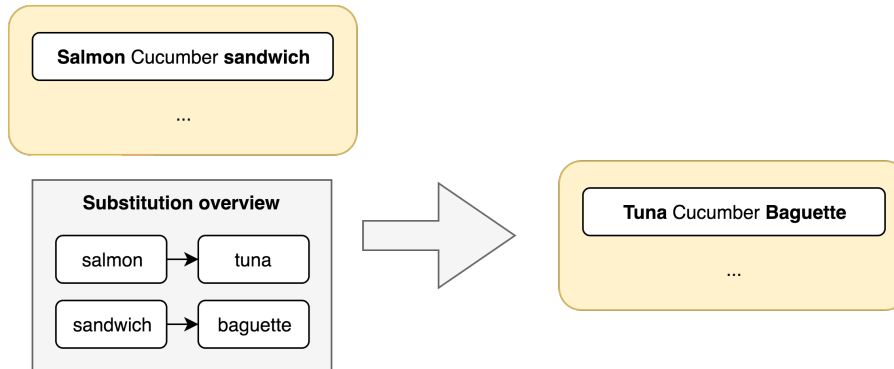 Salmon Cucumber sandwich
...
Substitution overview
salmon
tuna
sandwich
baguette
Tuna Cucumber Baguette
...